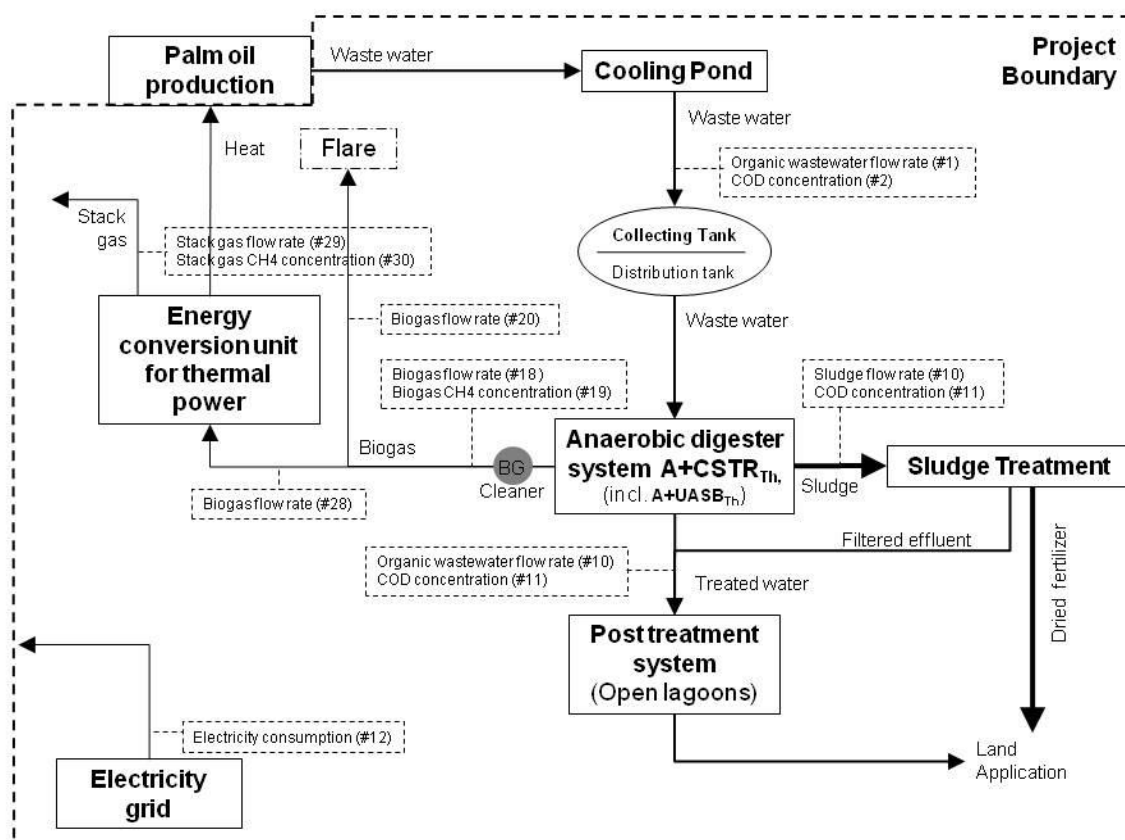 Project
Boundary
Palm oil
production
Waste water
Cooling Pond
Waste water
Heat
Flare
Organic wastewater flow rate (#1)
COD concentration (#2)
Stack
gas
Stack gas flow rate (#29)
Stack gas CH4 concentration (#30)
Collecting Tank
Distribution tank
Energy
conversion unit
for thermal
power
Biogas flow rate (#20)
Waste water
Biogas flow rate (#18)
Biogas CH4 concentration (#19)
Sludge flow rate (#10)
COD concentration (#11)
Biogas
BG
Cleaner
Anaerobic digester
system A+CSTRTh,
(incl. A+UASBTh)
Sludge
Sludge Treatment
Biogas flow rate (#28)
Filtered effluent
Organic wastewater flow rate (#10)
COD concentration (#11)
Treated water
Dried fertilizer
Post treatment
system
(Open lagoons)
Electricity consumption (#12)
Land
Application
Electricity
grid